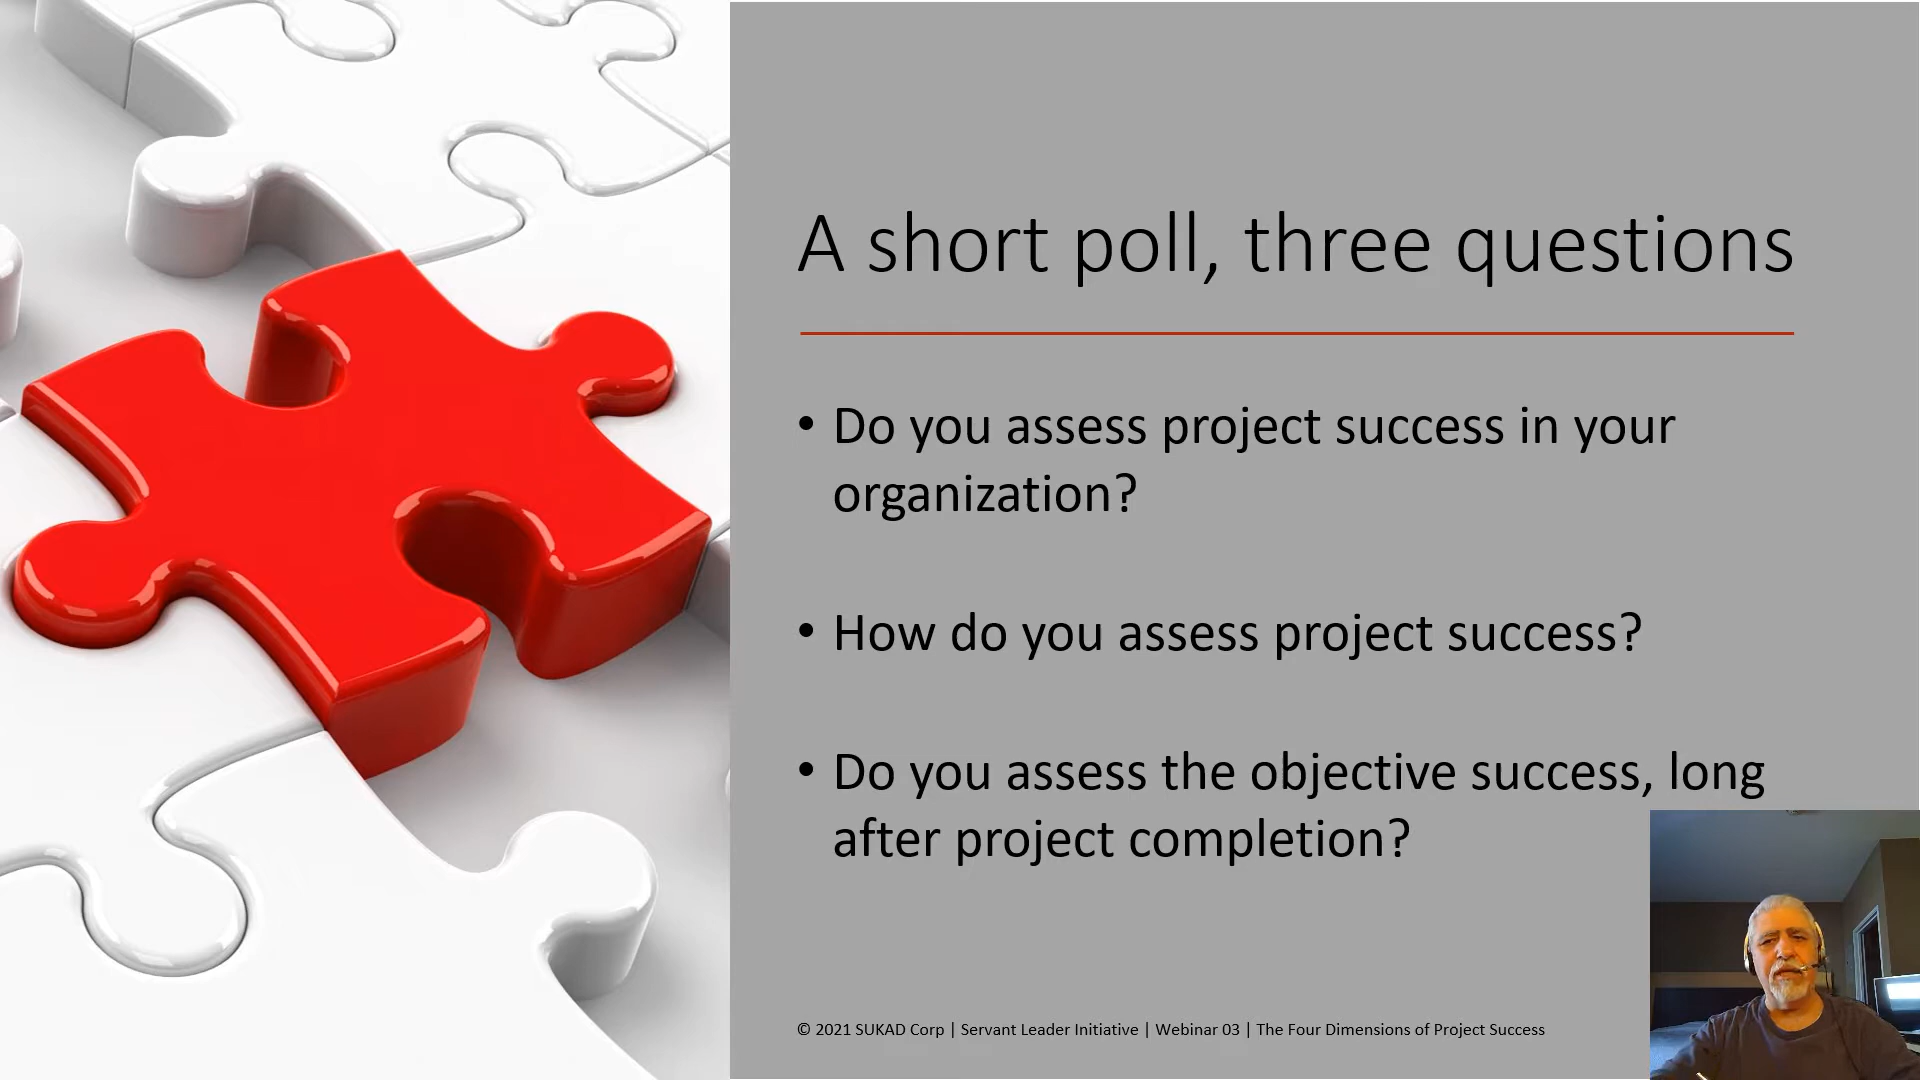 A short poll, three questions
• Do you assess project success in your
organization?
• How do you assess project success?
• Do you assess the objective success, long
after project completion?
© 2021 SUKAD Corp | Servant Leader Initiative | Webinar 03 | The Four Dimensions of Project Success